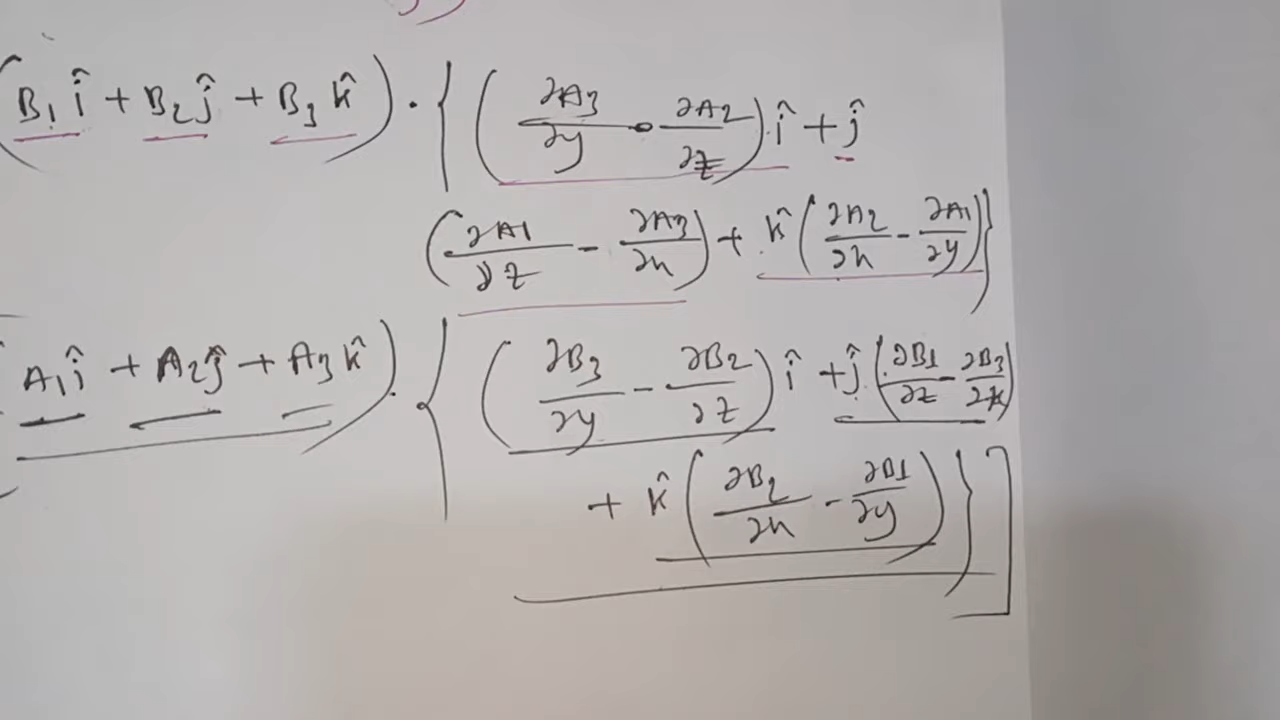 (B₁î + B₂ĵ + B₃k̂) · { (∂A₃/∂y - ∂A₂/∂z) î + ĵ
(∂A₁/∂z - ∂A₃/∂x) + k̂ (∂A₂/∂x - ∂A₁/∂y) }
(A₁î + A₂ĵ + A₃k̂) · { (∂B₃/∂y - ∂B₂/∂z) î + ĵ (∂B₁/∂z - ∂B₃/∂x)
+ k̂ (∂B₂/∂x - ∂B₁/∂y) } ]